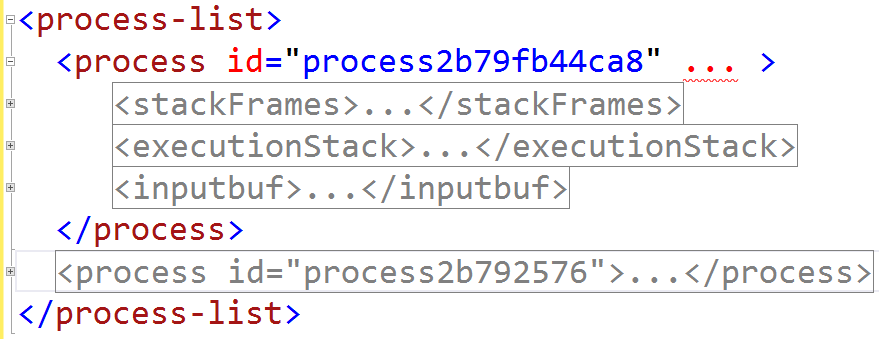 <process-list>
<process id="process2b79fb44ca8" ... >
<stackFrames>...</stackFrames>
<executionStack>...</executionStack>
<inputbuf>...</inputbuf>
</process>
<process id="process2b792576">...</process>
</process-list>